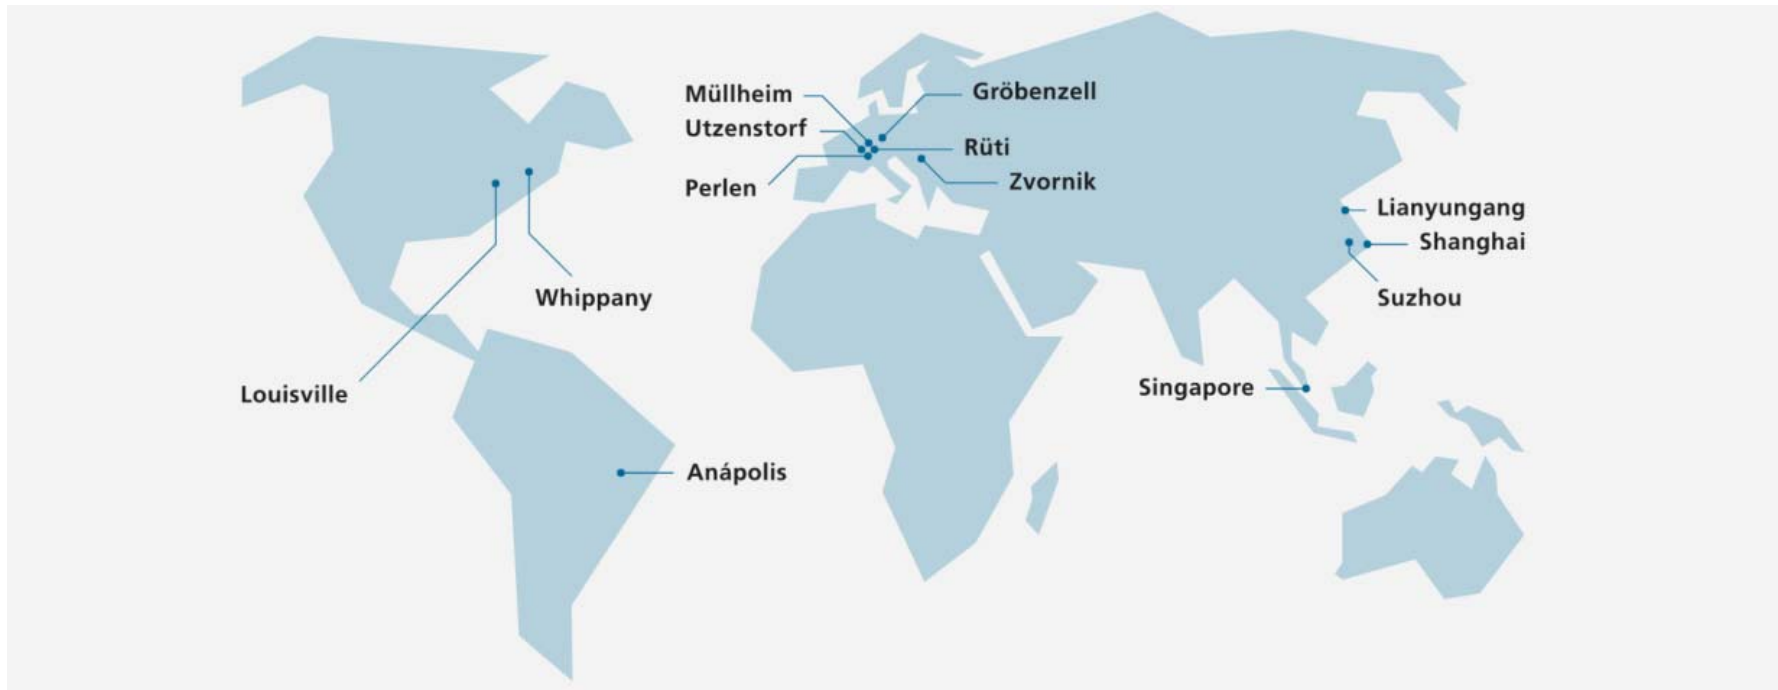 Müllheim
Gröbenzell
Utzenstorf
Rüti
Perlen
Zvornik
Lianyungang
Shanghai
Whippany
Suzhou
Louisville
Singapore
Anápolis